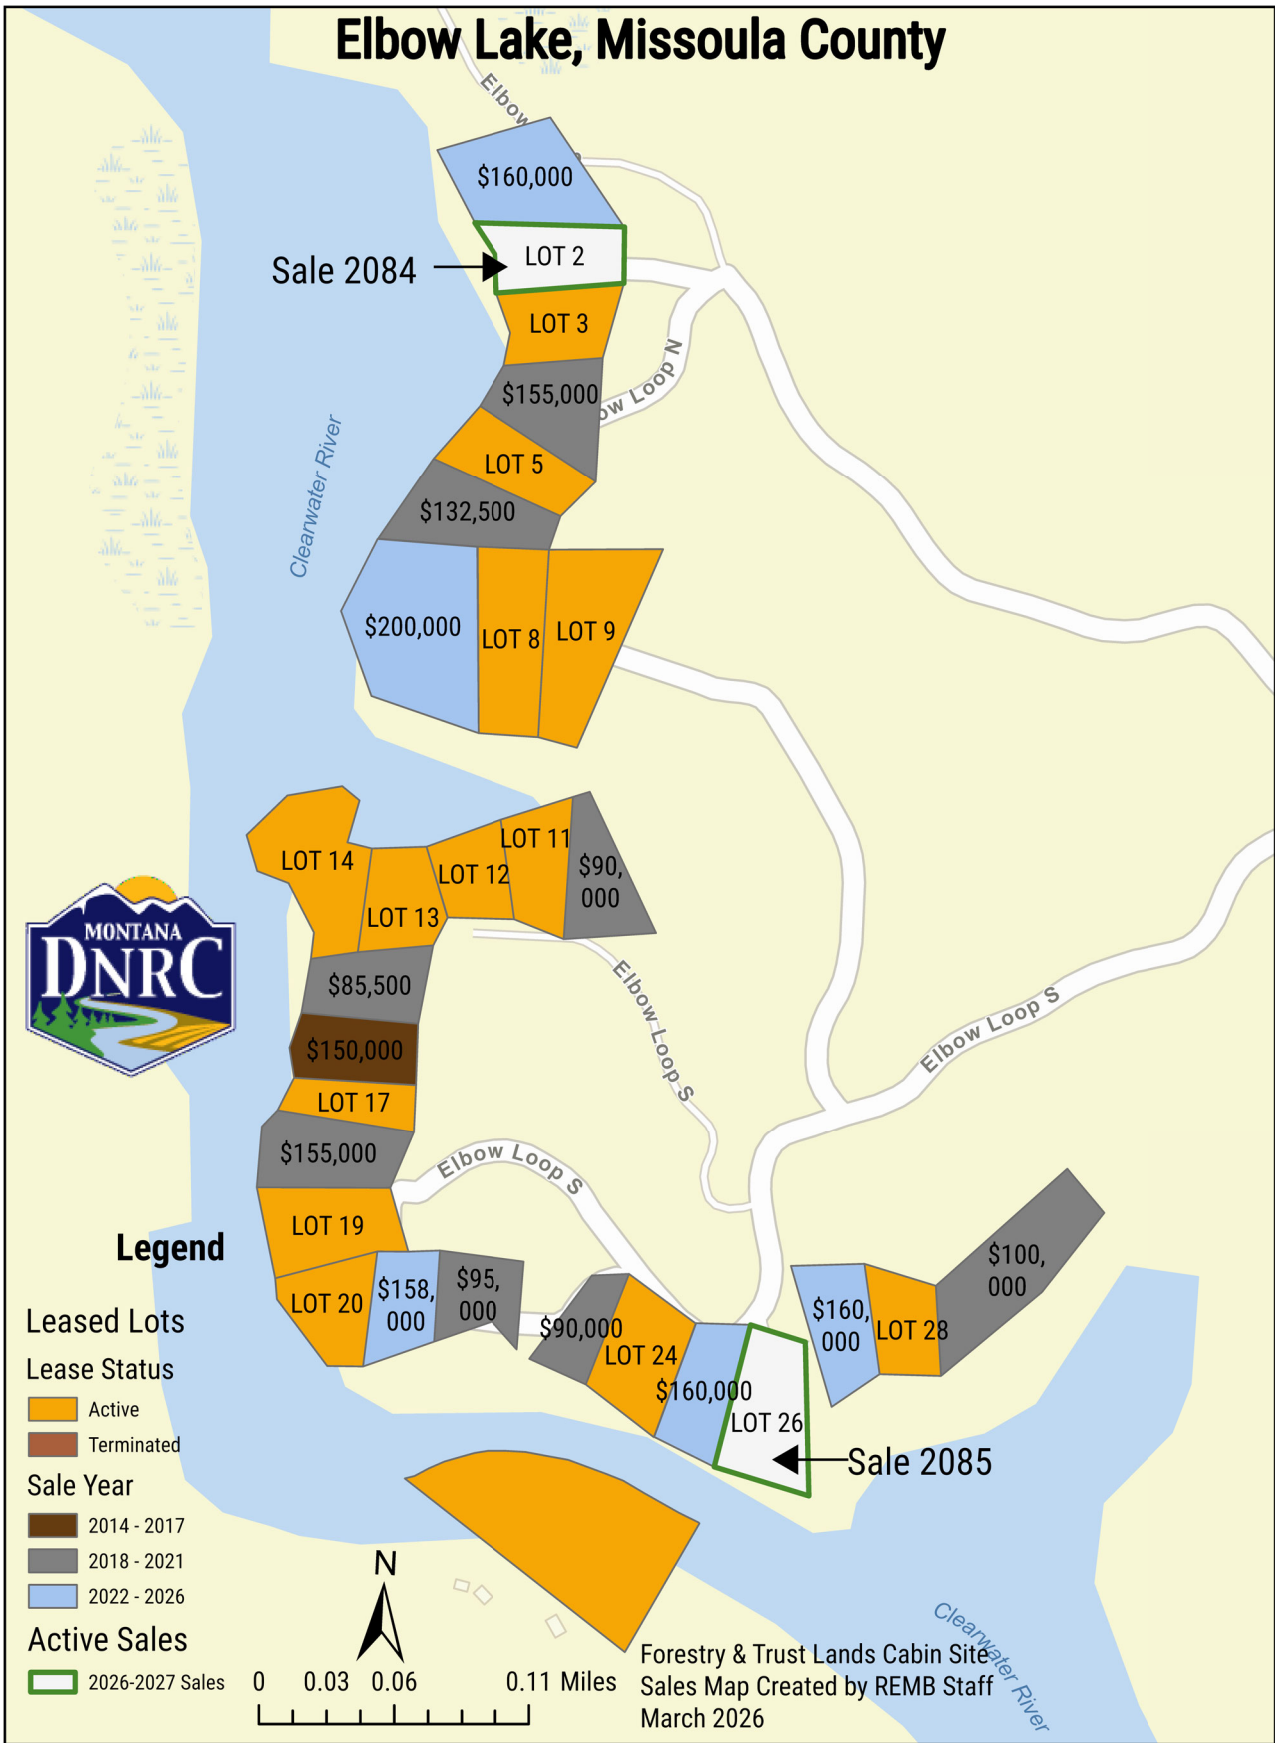 Elbow Lake, Missoula County
Elbow
$160,000
LOT 2
Sale 2084
LOT 3
ow Loop N
$155,000
Clearwater River
LOT 5
$132,500
$200,000
LOT 8
LOT 9
LOT 14
LOT 13
LOT 12
LOT 11
$90,
000
MONTANA
DNRC
$85,500
Elbow Loop S
Elbow Loop S
$150,000
LOT 17
$155,000
Elbow Loop S
LOT 19
LOT 20
$158,
000
$95,
000
$90,000
LOT 24
$160,000
LOT 26
Sale 2085
$160,
000
LOT 28
$100,
000
Legend
Leased Lots
Lease Status
Active
Terminated
Sale Year
2014 - 2017
2018 - 2021
2022 - 2026
Active Sales
2026-2027 Sales
N
0 0.03 0.06 0.11 Miles
Clearwater River
Forestry & Trust Lands Cabin Site
Sales Map Created by REMB Staff
March 2026